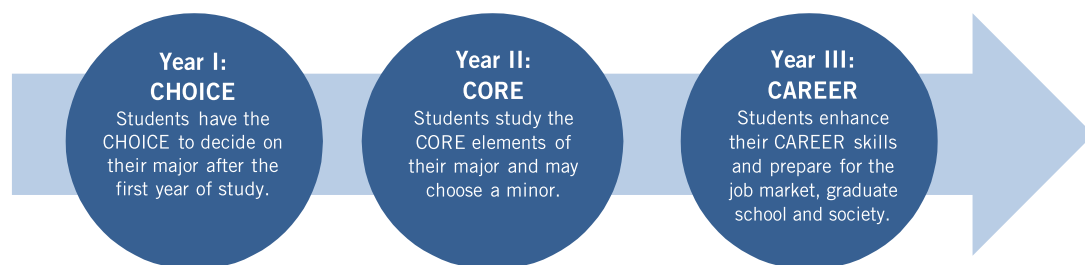 Year I:
CHOICE
Students have the
CHOICE to decide on
their major after the
first year of study.
Year II:
CORE
Students study the
CORE elements of
their major and may
choose a minor.
Year III:
CAREER
Students enhance
their CAREER skills
and prepare for the
job market, graduate
school and society.